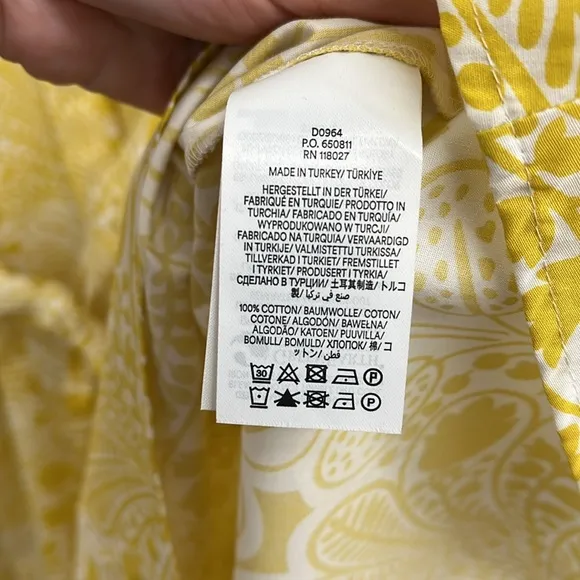 D0964
P.O. 650811
RN 118027
MADE IN TURKEY/ TÜRKİYE
HERGESTELLT IN DER TÜRKEI/
FABRIQUÉ EN TURQUIE/ PRODOTTO IN
TURCHIA/ FABRICADO EN TURQUÍA/
WYPRODUKOWANO W TURCJI/
FABRICADO NA TURQUIA/ VERVAARDIGD
IN TURKIJE/ VALMISTETTU TURKISSA/
TILLVERKAD I TURKIET/ FREMSTILLET
I TYRKIET/ PRODUSERT I TYRKIA/
СДЕЛАНО В ТУРЦИИ/ 土耳其制造/ トルコ
製/ صنع في تركيا
100% COTTON/ BAUMWOLLE/ COTON/
COTONE/ ALGODÓN/ BAWEŁNA/
ALGODÃO/ KATOEN/ PUUVILLA/
BOMULL/ BOMULD/ ХЛОПОК/ 棉/ コ
ットン/ قطن
30 P
P